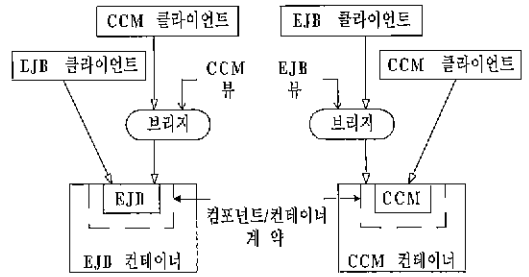 CCM 클라이언트
EJB 클라이언트
EJB 클라이언트
CCM 클라이언트
CCM
뷰
EJB
뷰
브리지
브리지
EJB
CCM
컴포넌트/컨테이너
계 약
EJB 컨테이너
CCM 컨테이너